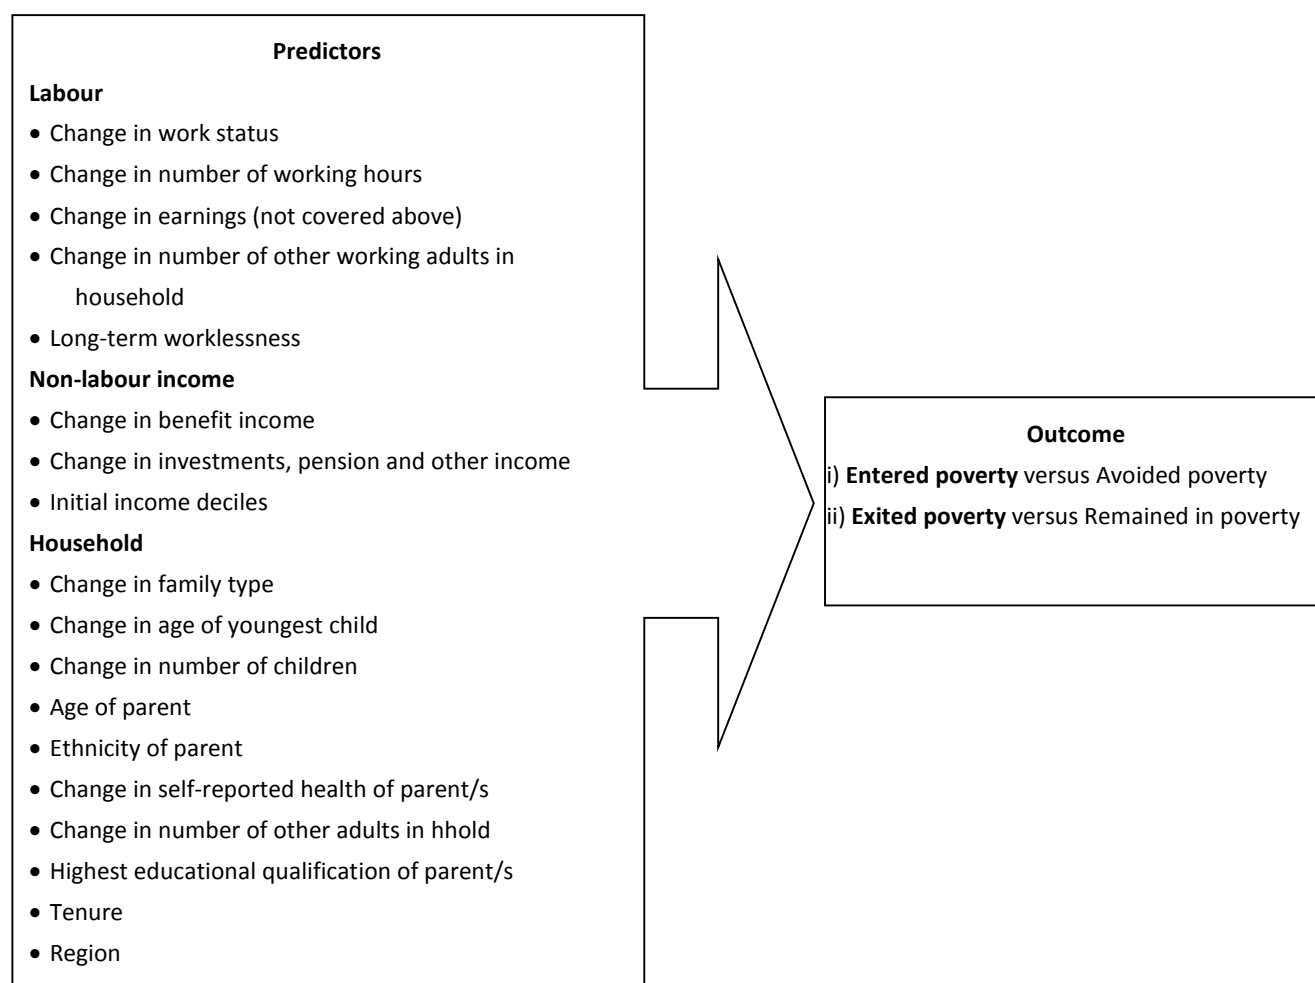 Predictors
Labour
• Change in work status
• Change in number of working hours
• Change in earnings (not covered above)
• Change in number of other working adults in
household
• Long-term worklessness
Non-labour income
• Change in benefit income
• Change in investments, pension and other income
• Initial income deciles
Household
• Change in family type
• Change in age of youngest child
• Change in number of children
• Age of parent
• Ethnicity of parent
• Change in self-reported health of parent/s
• Change in number of other adults in hhold
• Highest educational qualification of parent/s
• Tenure
• Region
Outcome
i) Entered poverty versus Avoided poverty
ii) Exited poverty versus Remained in poverty